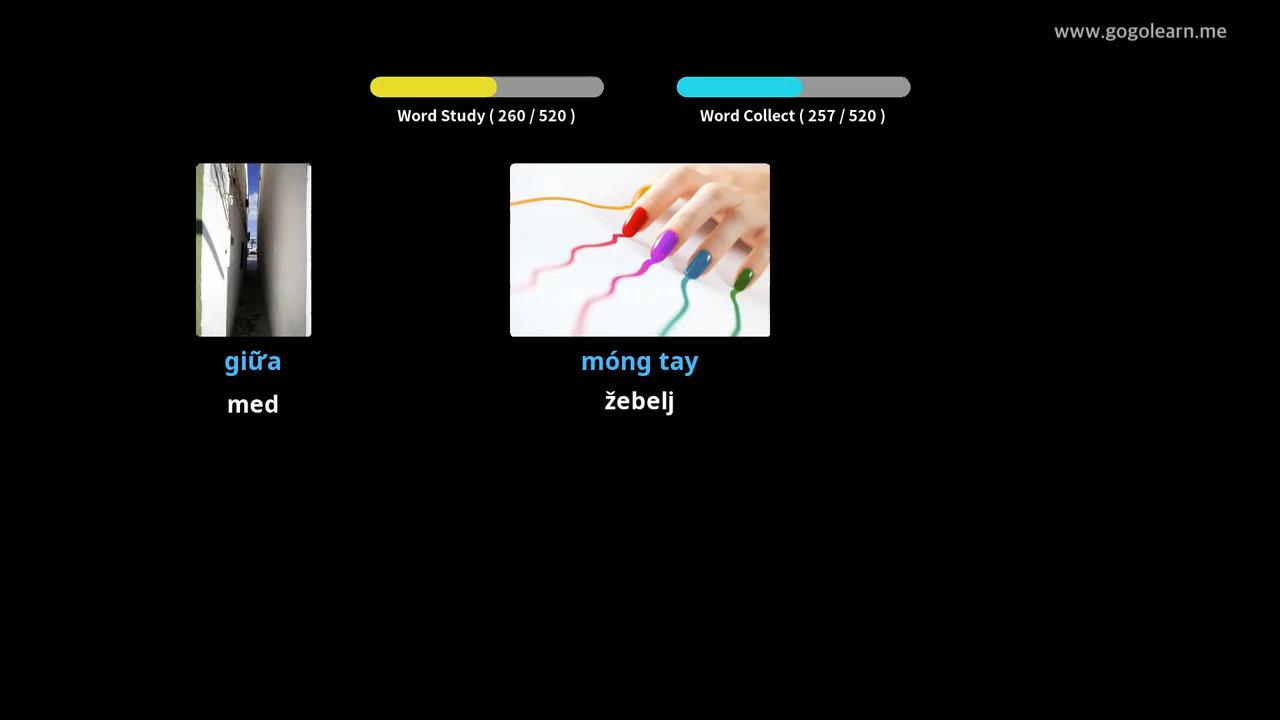 www.gogolearn.me
Word Study ( 260 / 520 )
Word Collect ( 257 / 520 )
giữa
móng tay
med
žebelj